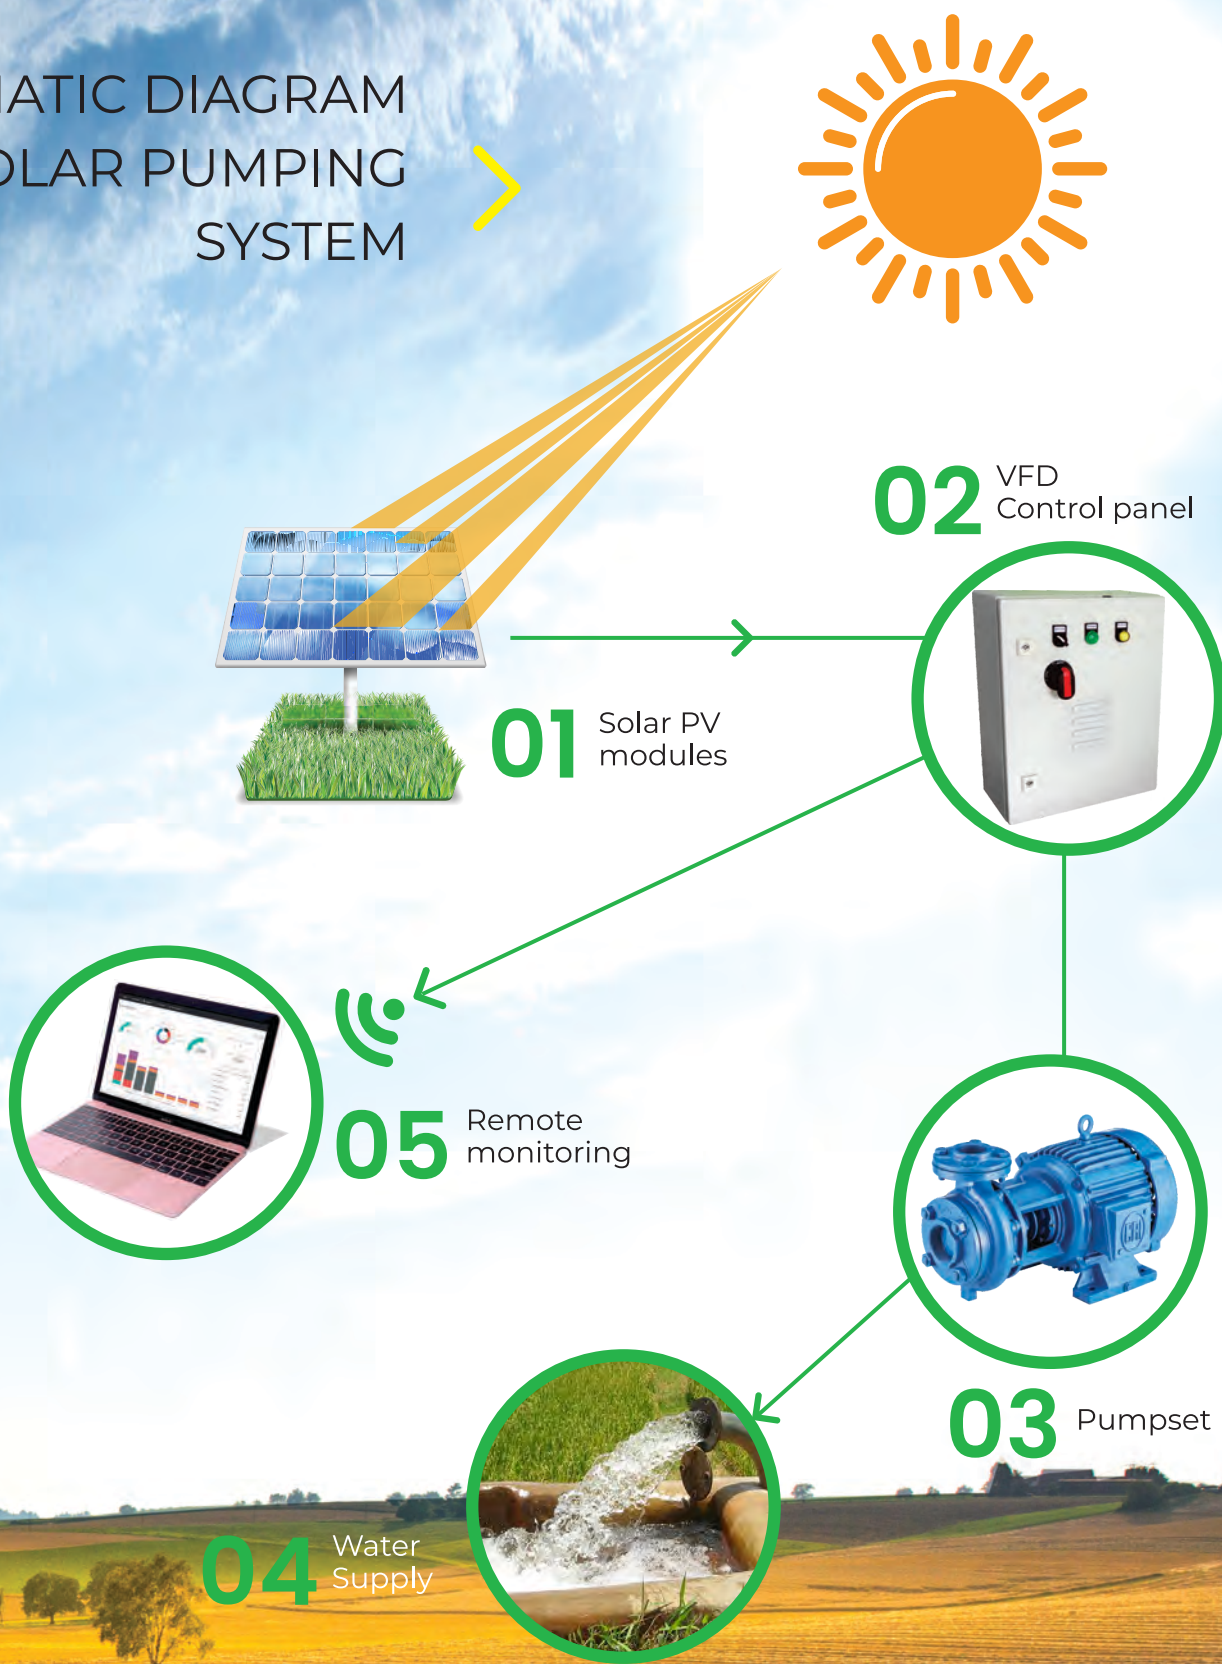 MATIC DIAGRAM
OLAR PUMPING
SYSTEM
02 VFD
Control panel
01 Solar PV
modules
05 Remote
monitoring
03 Pumpset
04 Water
Supply